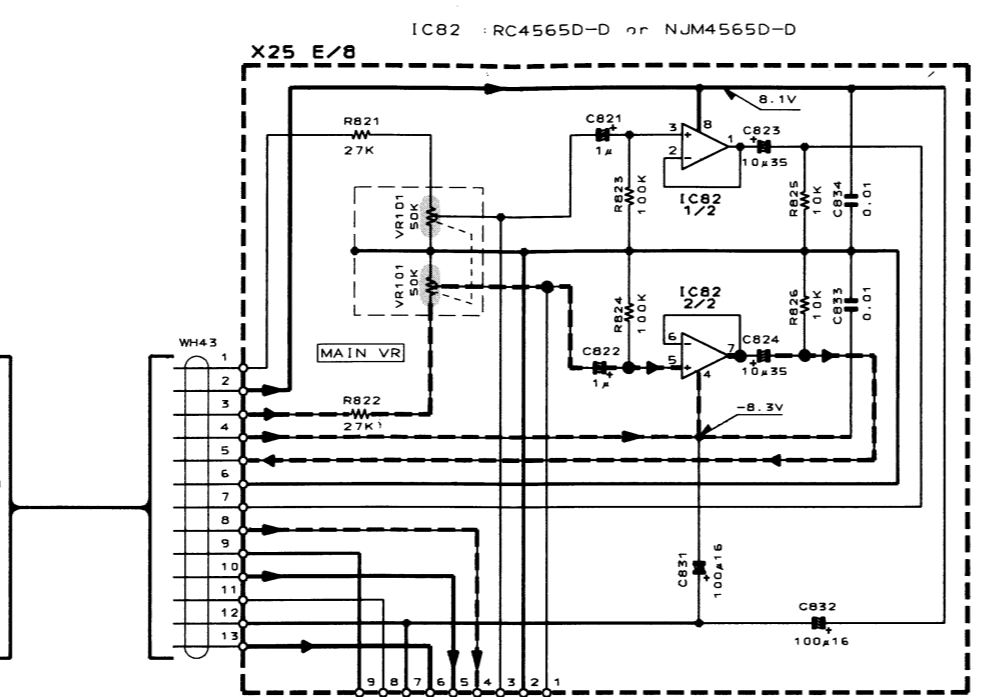 IC82 :RC4565D-D or NJM4565D-D
X25 E/8
8.1V
R821
27K
C821
1μ
3
+
2
−
8
1
C823
+
10μ35
IC82
1/2
R823
100K
R825
10K
C834
0.01
VR101
50K
VR101
50K
MAIN VR
R824
100K
IC82
2/2
R826
10K
C833
0.01
6
−
5
+
7
4
C822
1μ
+
C824
+
10μ35
-8.3V
WH43
1
2
3
R822
27K
4
5
6
7
8
9
10
11
12
13
C831
100μ16
+
C832
+
100μ16
9 8 7 6 5 4 3 2 1